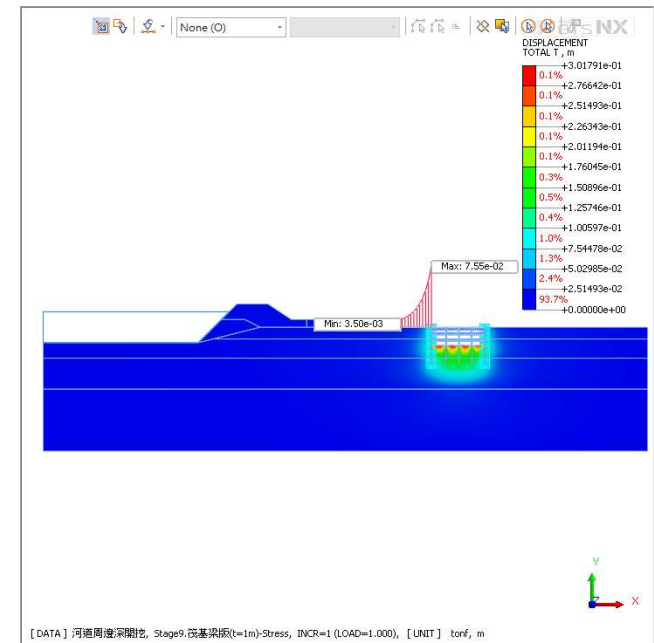 None (O)
DISPLACEMENT
TOTAL T , m
+3.01791e-01
0.1%
+2.76642e-01
0.1%
+2.51493e-01
0.1%
+2.26343e-01
0.1%
+2.01194e-01
0.1%
+1.76045e-01
0.3%
+1.50896e-01
0.5%
+1.25746e-01
0.4%
+1.00597e-01
1.0%
+7.54478e-02
1.3%
+5.02985e-02
2.4%
+2.51493e-02
93.7%
+0.00000e+00
Max: 7.55e-02
Min: 3.50e-03
Y
Z
X
[ DATA ] 河道周邊深開挖, Stage9.筏基梁版(t=1m)-Stress, INCR=1 (LOAD=1.000), [ UNIT ] tonf, m